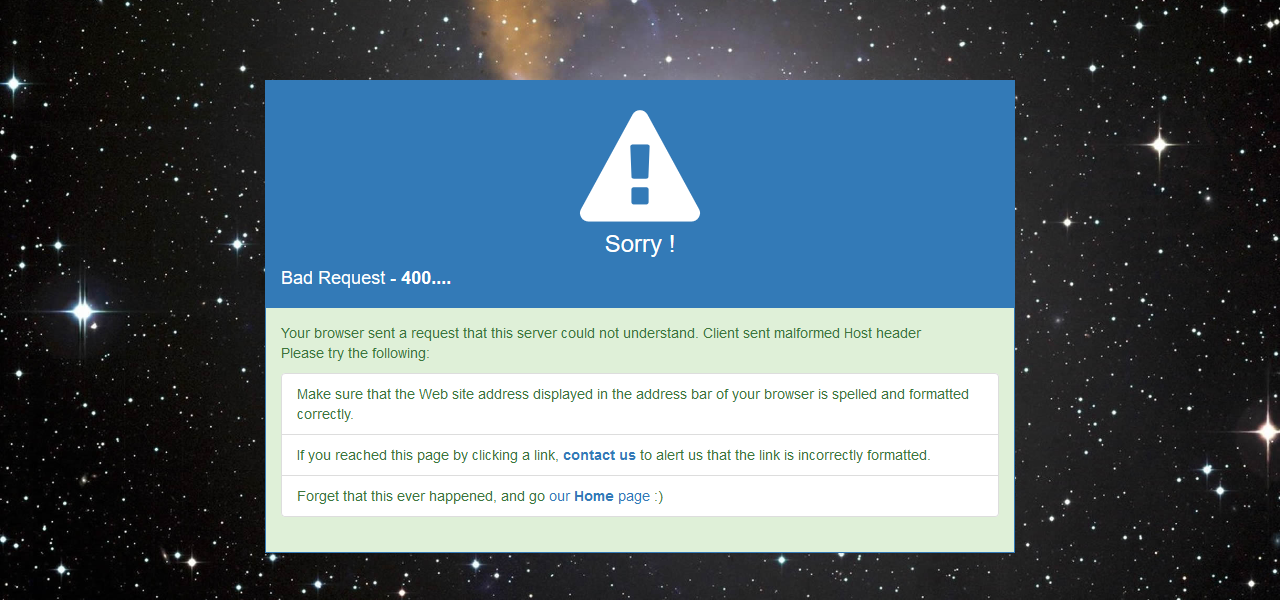 Sorry !
Bad Request - 400....
Your browser sent a request that this server could not understand. Client sent malformed Host header
Please try the following:
Make sure that the Web site address displayed in the address bar of your browser is spelled and formatted
correctly.
If you reached this page by clicking a link, contact us to alert us that the link is incorrectly formatted.
Forget that this ever happened, and go our Home page :)